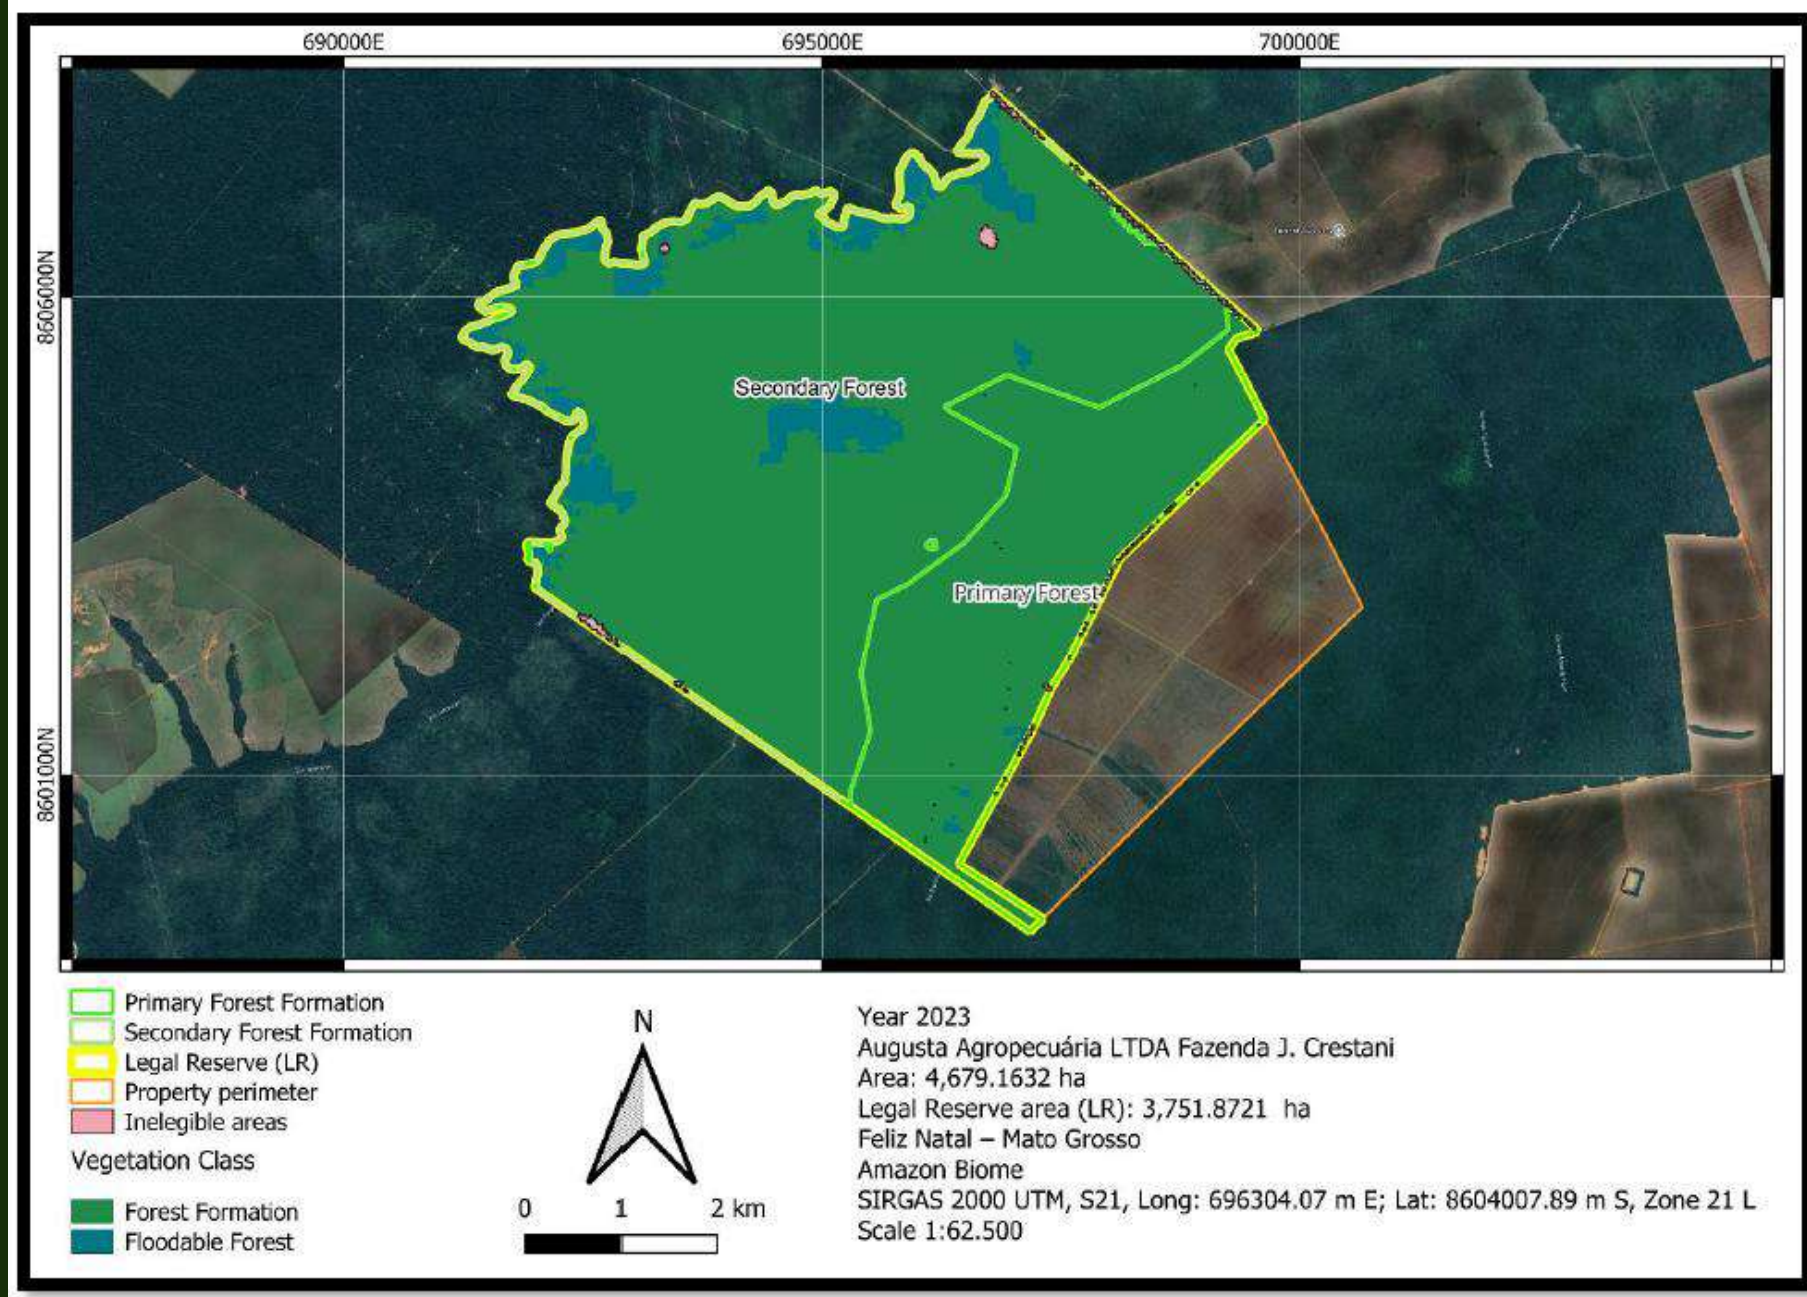 690000E 695000E 700000E
8606000N
8601000N
Secondary Forest
Primary Forest
Primary Forest Formation
Secondary Forest Formation
Legal Reserve (LR)
Property perimeter
Inelegible areas
Vegetation Class
Forest Formation
Floodable Forest
N
0 1 2 km
Year 2023
Augusta Agropecuária LTDA Fazenda J. Crestani
Area: 4,679.1632 ha
Legal Reserve area (LR): 3,751.8721 ha
Feliz Natal – Mato Grosso
Amazon Biome
SIRGAS 2000 UTM, S21, Long: 696304.07 m E; Lat: 8604007.89 m S, Zone 21 L
Scale 1:62.500